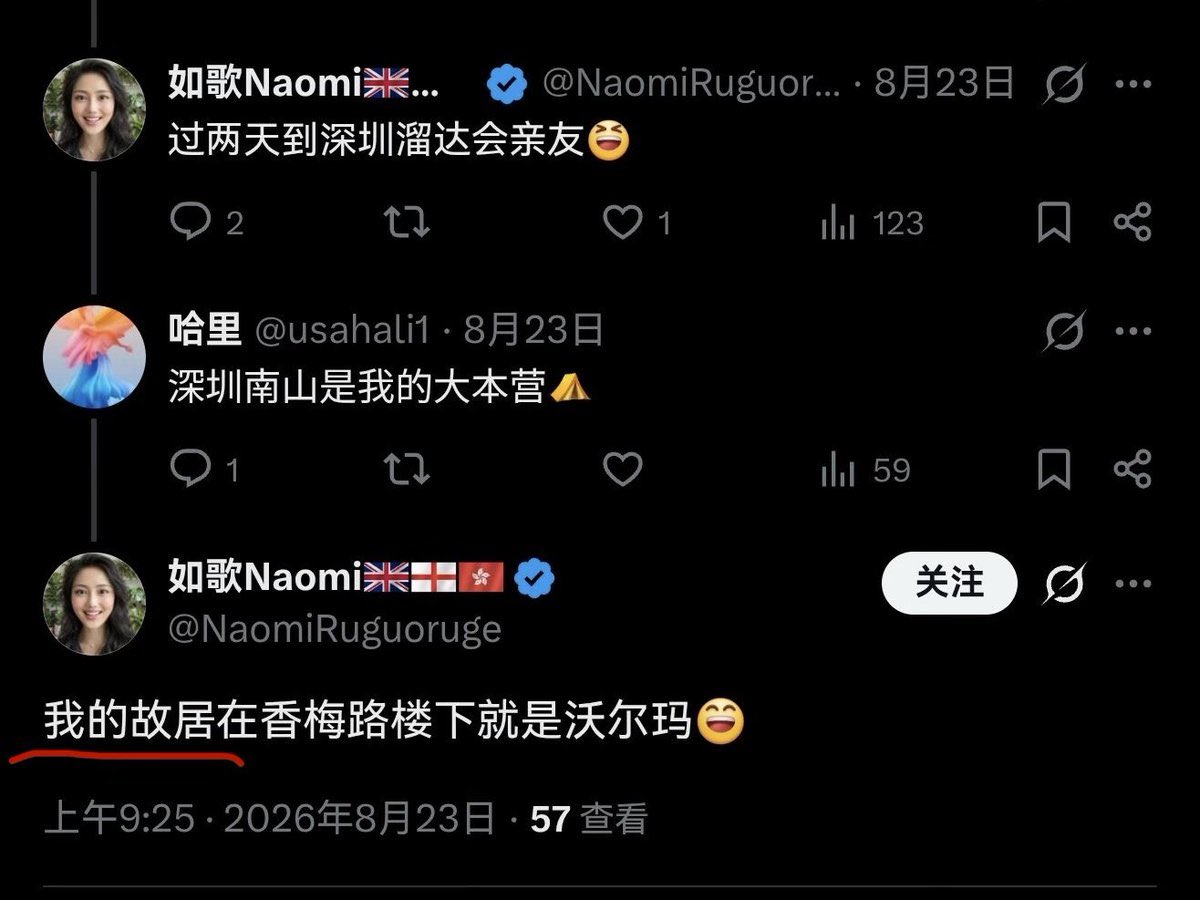 如歌Naomi🇬🇧... @NaomiRuguor... · 8月23日
过两天到深圳溜达会亲友😆
2 1 123
哈里 @usahali1 · 8月23日
深圳南山是我的大本营⛺
1 59
如歌Naomi🇬🇧🏴󠁧󠁢󠁥󠁮󠁧󠁿🇭🇰
关注
@NaomiRuguoruge
我的故居在香梅路楼下就是沃尔玛😄
上午9:25 · 2026年8月23日 · 57 查看